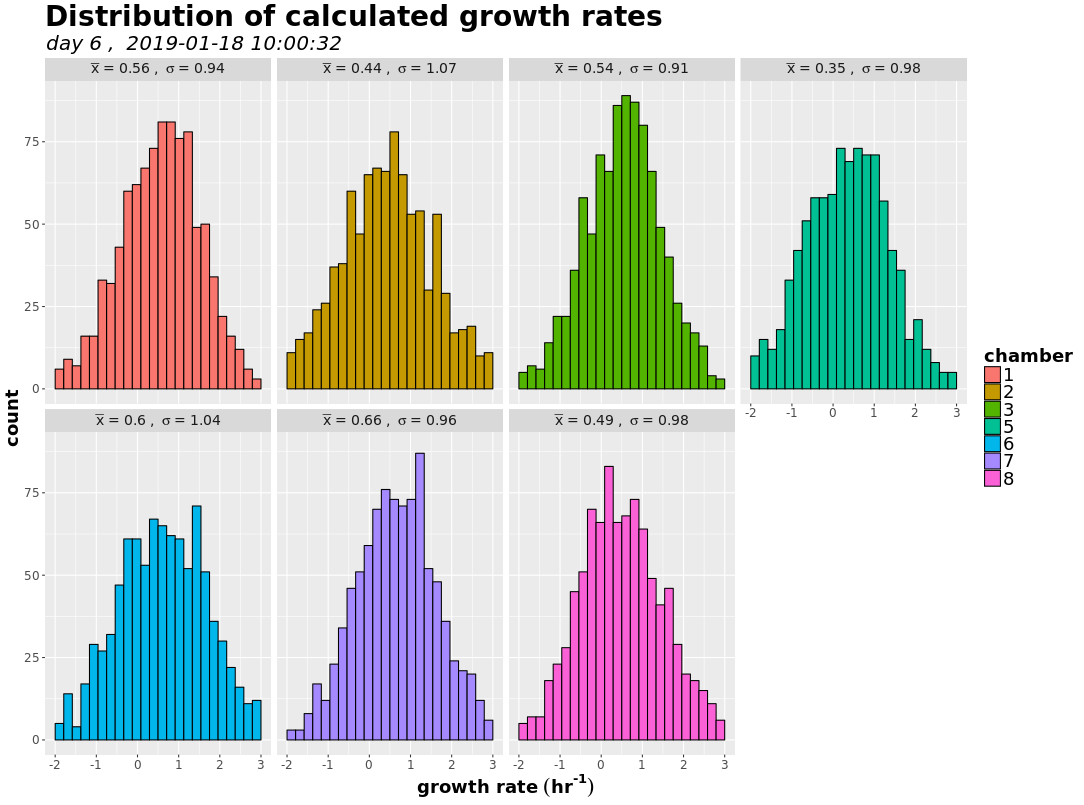 Distribution of calculated growth rates
day 6 ,  2019-01-18 10:00:32
x̅ = 0.56 ,  σ = 0.94
x̅ = 0.44 ,  σ = 1.07
x̅ = 0.54 ,  σ = 0.91
x̅ = 0.35 ,  σ = 0.98
75
50
25
0
-2 -1 0 1 2 3
x̅ = 0.6 ,  σ = 1.04
x̅ = 0.66 ,  σ = 0.96
x̅ = 0.49 ,  σ = 0.98
75
50
25
0
-2 -1 0 1 2 3
-2 -1 0 1 2 3
-2 -1 0 1 2 3
count
growth rate (hr⁻¹)
chamber
1
2
3
5
6
7
8